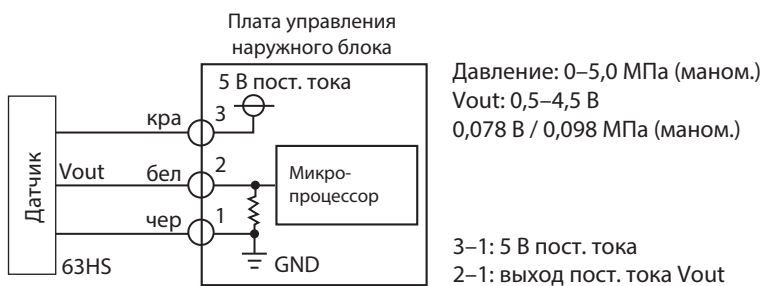 Плата управления
наружного блока
5 В пост. тока
кра
3
Датчик
Vout
бел
2
Микро-
процессор
чер
1
63HS
GND
Давление: 0–5,0 МПа (маном.)
Vout: 0,5–4,5 В
0,078 В / 0,098 МПа (маном.)
3–1: 5 В пост. тока
2–1: выход пост. тока Vout